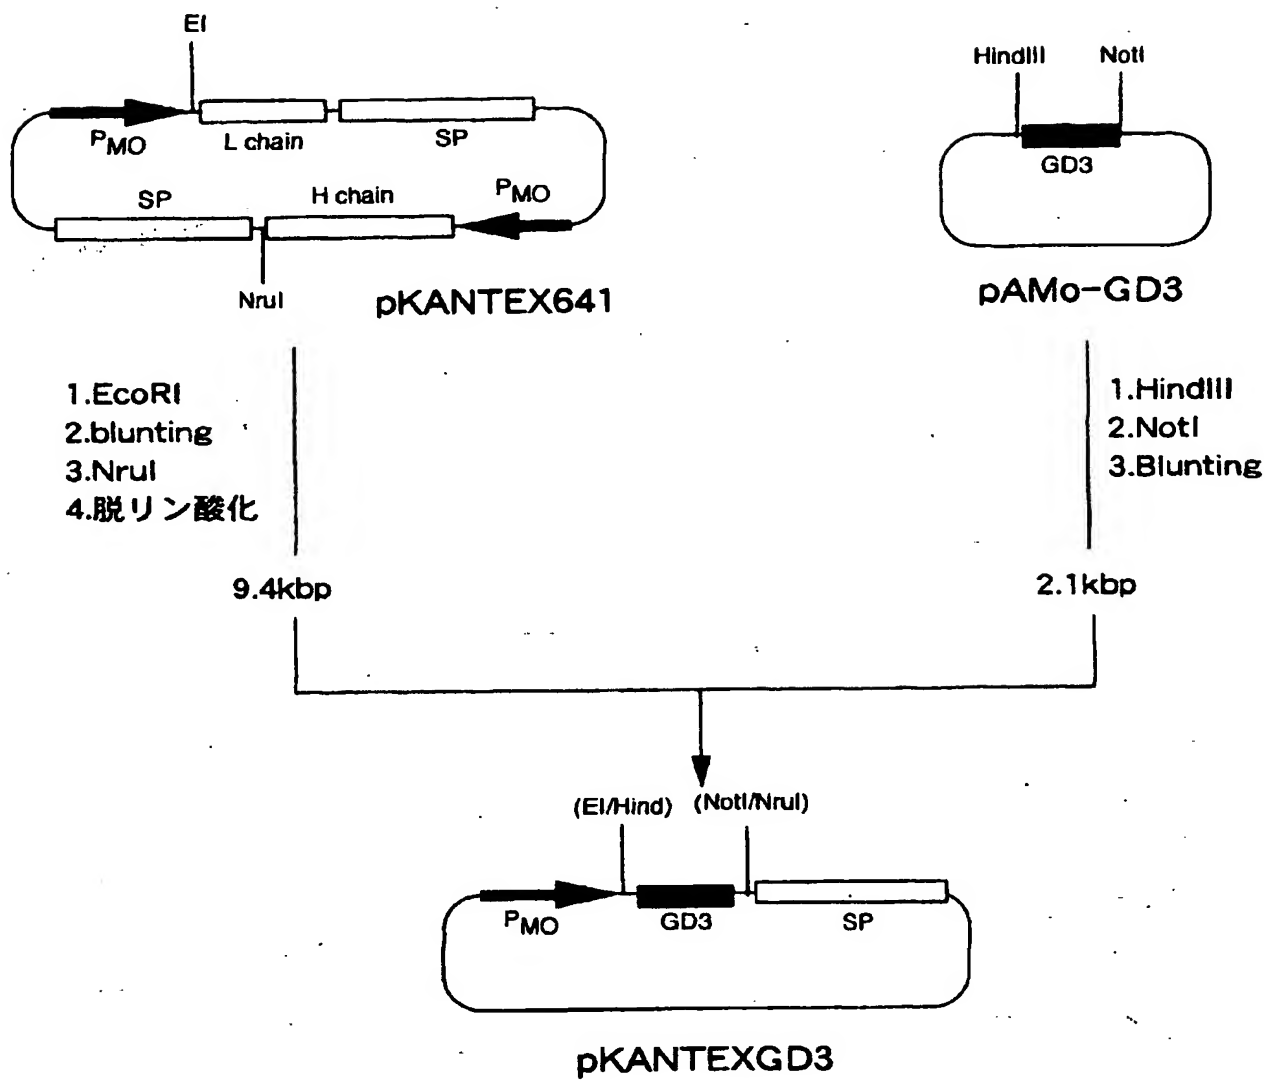 EI
HindIII
NotI
PMO
L chain
SP
GD3
SP
H chain
PMO
NruI
pKANTEX641
pAMo-GD3
1.EcoRI
2.blunting
3.NruI
4.脱リン酸化
1.HindIII
2.NotI
3.Blunting
9.4kbp
2.1kbp
(EI/Hind)
(NotI/NruI)
PMO
GD3
SP
pKANTEXGD3